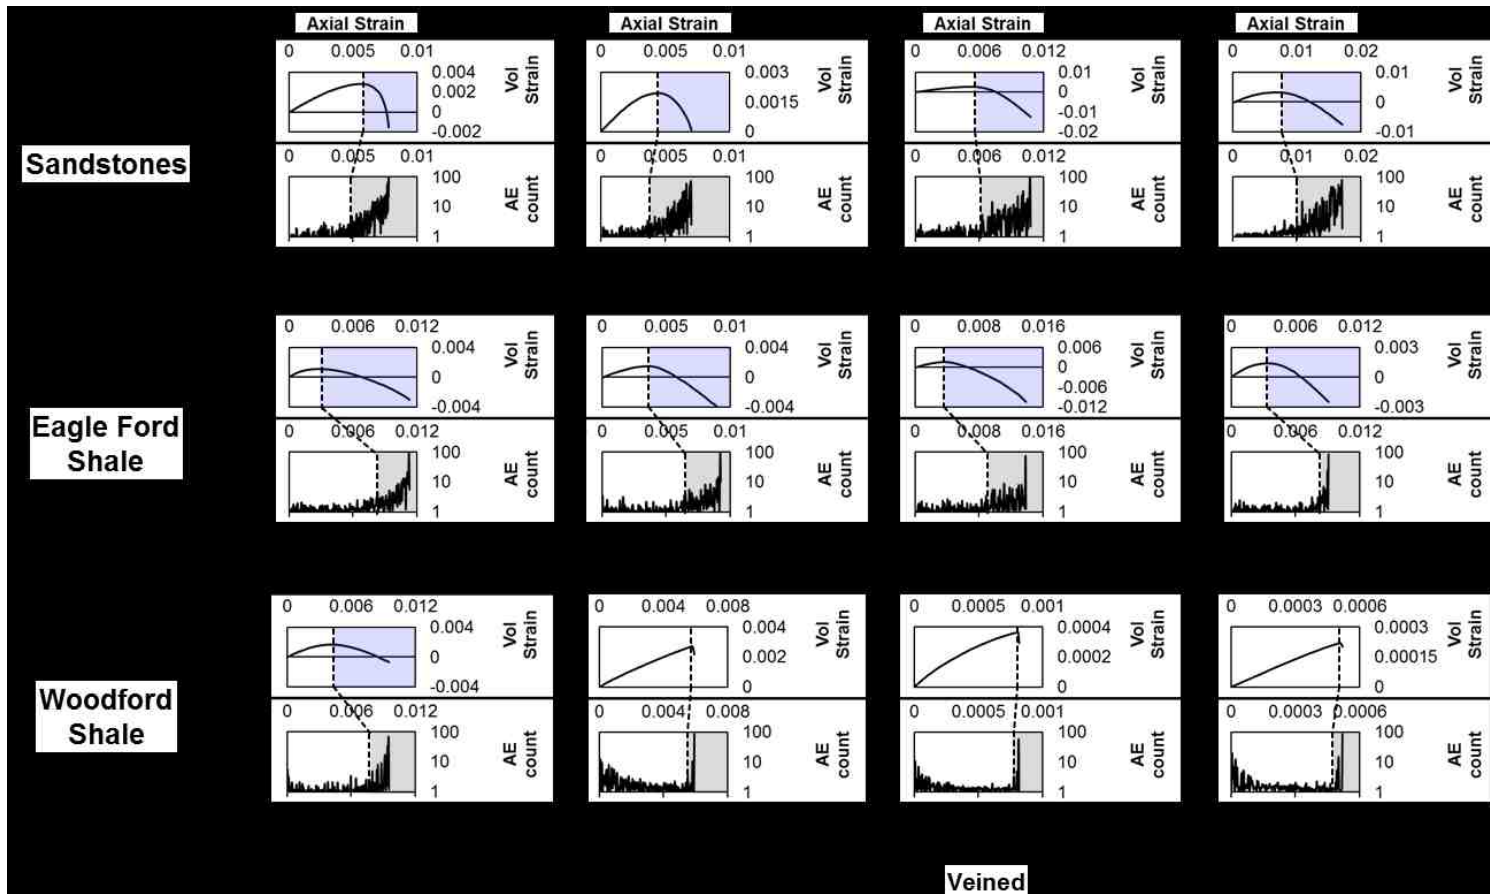 Axial Strain Axial Strain Axial Strain Axial Strain
0 0.005 0.01 0 0.005 0.01 0 0.006 0.012 0 0.01 0.02
0.004 0.003 0.01 0.01
0.002 0.0015 0 0
0 0 -0.01 -0.01
-0.002 -0.02
Vol Strain Vol Strain Vol Strain Vol Strain
Sandstones
0 0.005 0.01 0 0.005 0.01 0 0.006 0.012 0 0.01 0.02
100 100 100 100
10 10 10 10
1 1 1 1
AE count AE count AE count AE count
0 0.006 0.012 0 0.005 0.01 0 0.008 0.016 0 0.006 0.012
0.004 0.004 0.006 0.003
0 0 0 0
-0.004 -0.004 -0.006 -0.003
-0.012
Vol Strain Vol Strain Vol Strain Vol Strain
Eagle Ford
Shale
0 0.006 0.012 0 0.005 0.01 0 0.008 0.016 0 0.006 0.012
100 100 100 100
10 10 10 10
1 1 1 1
AE count AE count AE count AE count
0 0.006 0.012 0 0.004 0.008 0 0.0005 0.001 0 0.0003 0.0006
0.004 0.004 0.0004 0.0003
0 0.002 0.0002 0.00015
-0.004 0 0 0
Vol Strain Vol Strain Vol Strain Vol Strain
Woodford
Shale
0 0.006 0.012 0 0.004 0.008 0 0.0005 0.001 0 0.0003 0.0006
100 100 100 100
10 10 10 10
1 1 1 1
AE count AE count AE count AE count
Veined